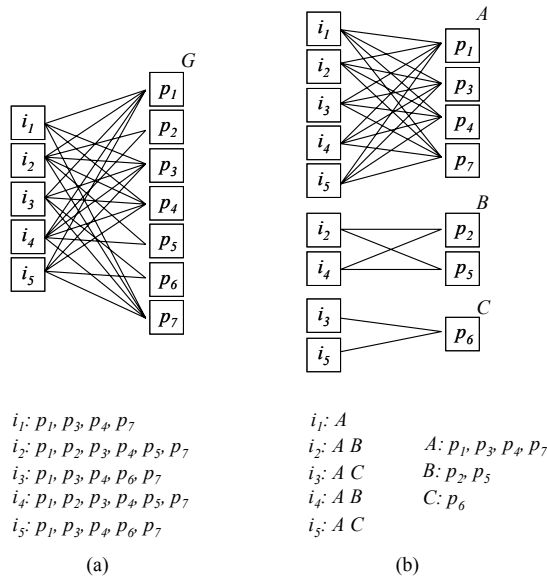 G
i1
i2
i3
i4
i5
p1
p2
p3
p4
p5
p6
p7
i1: p1, p3, p4, p7
i2: p1, p2, p3, p4, p5, p7
i3: p1, p3, p4, p6, p7
i4: p1, p2, p3, p4, p5, p7
i5: p1, p3, p4, p6, p7
(a)
A
i1
i2
i3
i4
i5
p1
p3
p4
p7
B
i2
i4
p2
p5
C
i3
i5
p6
i1: A
i2: A B
i3: A C
i4: A B
i5: A C
A: p1, p3, p4, p7
B: p2, p5
C: p6
(b)